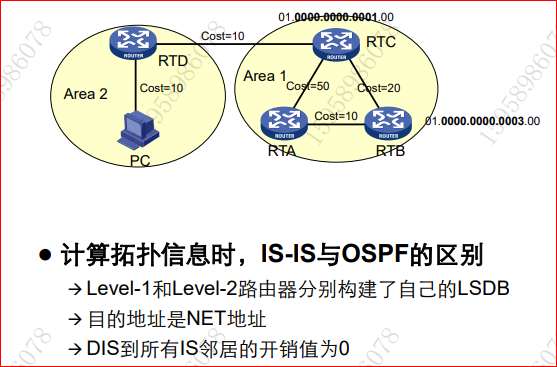 01.0000.0000.0001.00
ROUTER
RTD
Cost=10
ROUTER
RTC
Area 1
Cost=10
Area 2
Cost=50
Cost=20
PC
ROUTER
RTA
Cost=10
ROUTER
RTB
01.0000.0000.0003.00
● 计算拓扑信息时，IS-IS与OSPF的区别
→Level-1和Level-2路由器分别构建了自己的LSDB
→目的地址是NET地址
→DIS到所有IS邻居的开销值为0
15958986078